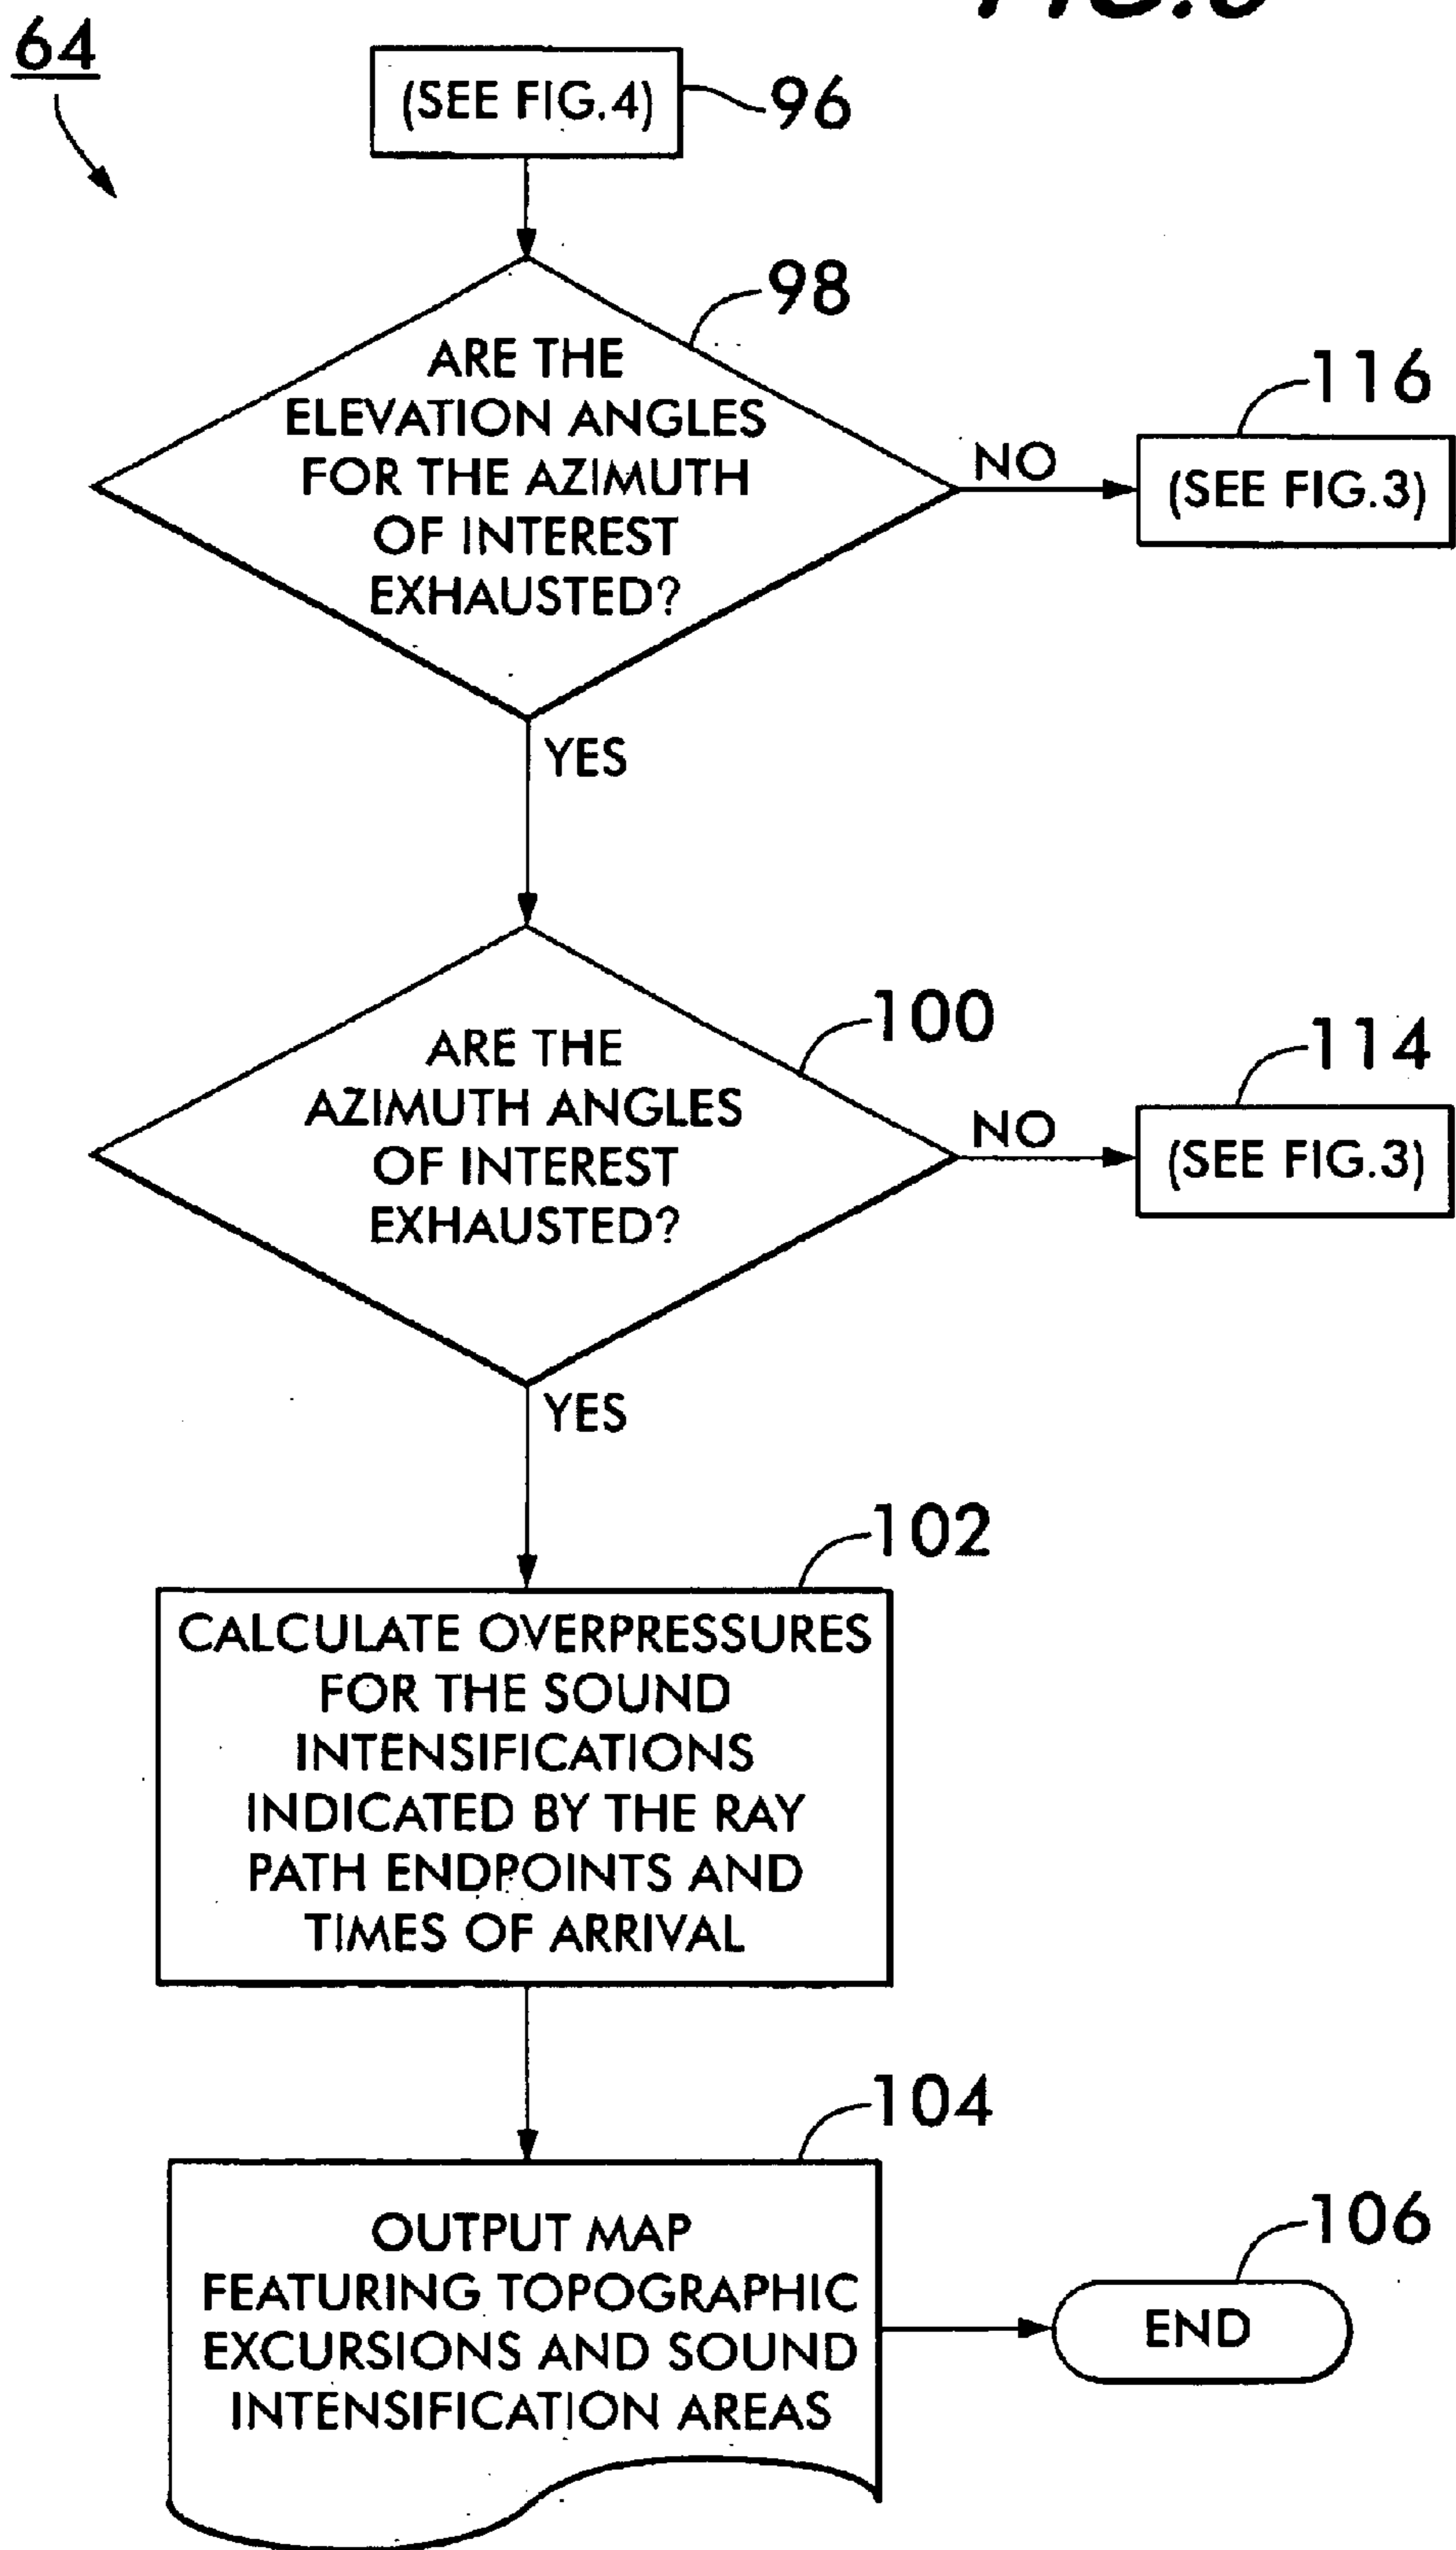 64
(SEE FIG.4)
96
98
ARE THE
ELEVATION ANGLES
FOR THE AZIMUTH
OF INTEREST
EXHAUSTED?
NO
116
(SEE FIG.3)
YES
100
ARE THE
AZIMUTH ANGLES
OF INTEREST
EXHAUSTED?
NO
114
(SEE FIG.3)
YES
102
CALCULATE OVERPRESSURES
FOR THE SOUND
INTENSIFICATIONS
INDICATED BY THE RAY
PATH ENDPOINTS AND
TIMES OF ARRIVAL
104
OUTPUT MAP
FEATURING TOPOGRAPHIC
EXCURSIONS AND SOUND
INTENSIFICATION AREAS
106
END